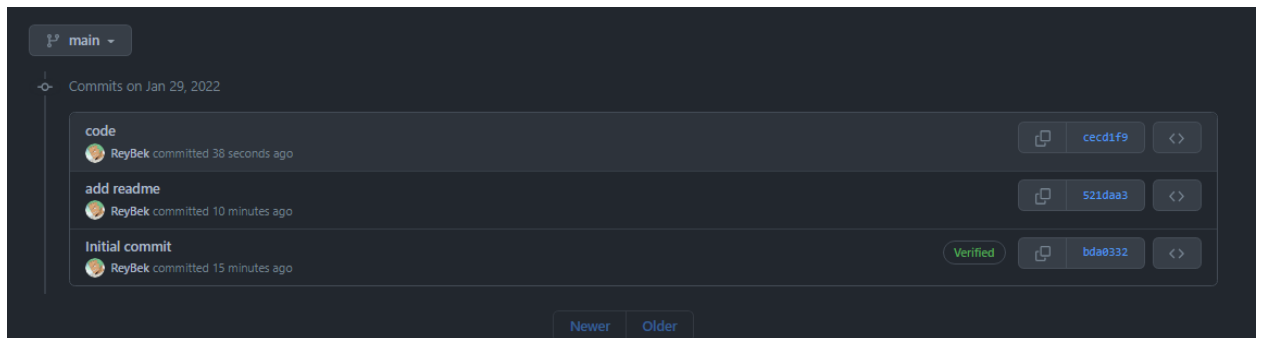 main
Commits on Jan 29, 2022
code
ReyBek committed 38 seconds ago
cecd1f9
add readme
ReyBek committed 10 minutes ago
521daa3
Initial commit
ReyBek committed 15 minutes ago
Verified
bda0332
Newer Older